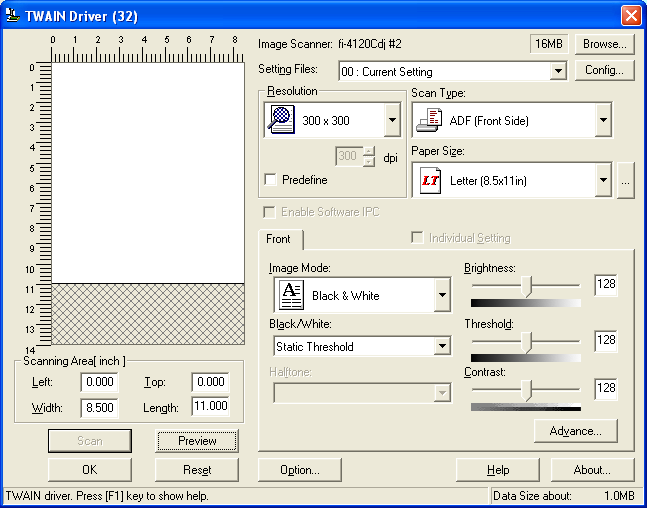 TWAIN Driver (32)
0 1 2 3 4 5 6 7 8
0
1
2
3
4
5
6
7
8
9
10
11
12
13
14
Image Scanner: fi-4120Cdj #2
16MB
Browse...
Setting Files:
00 : Current Setting
Config...
Resolution
300 x 300
300
dpi
Predefine
Scan Type:
ADF (Front Side)
Paper Size:
LT
Letter (8.5x11in)
...
Enable Software IPC
Front
Individual Setting
Image Mode:
A
Black & White
Black/White:
Static Threshold
Halftone:
Brightness:
128
Threshold:
128
Contrast:
128
Advance...
Scanning Area[ inch ]
Left: 0.000 Top: 0.000
Width: 8.500 Length: 11.000
Scan
Preview
OK
Reset
Option...
Help
About...
TWAIN driver. Press [F1] key to show help.
Data Size about: 1.0MB